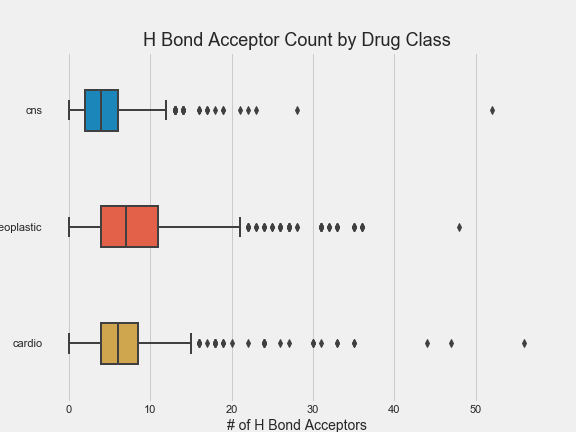 H Bond Acceptor Count by Drug Class
cns
eoplastic
cardio
0 10 20 30 40 50
# of H Bond Acceptors